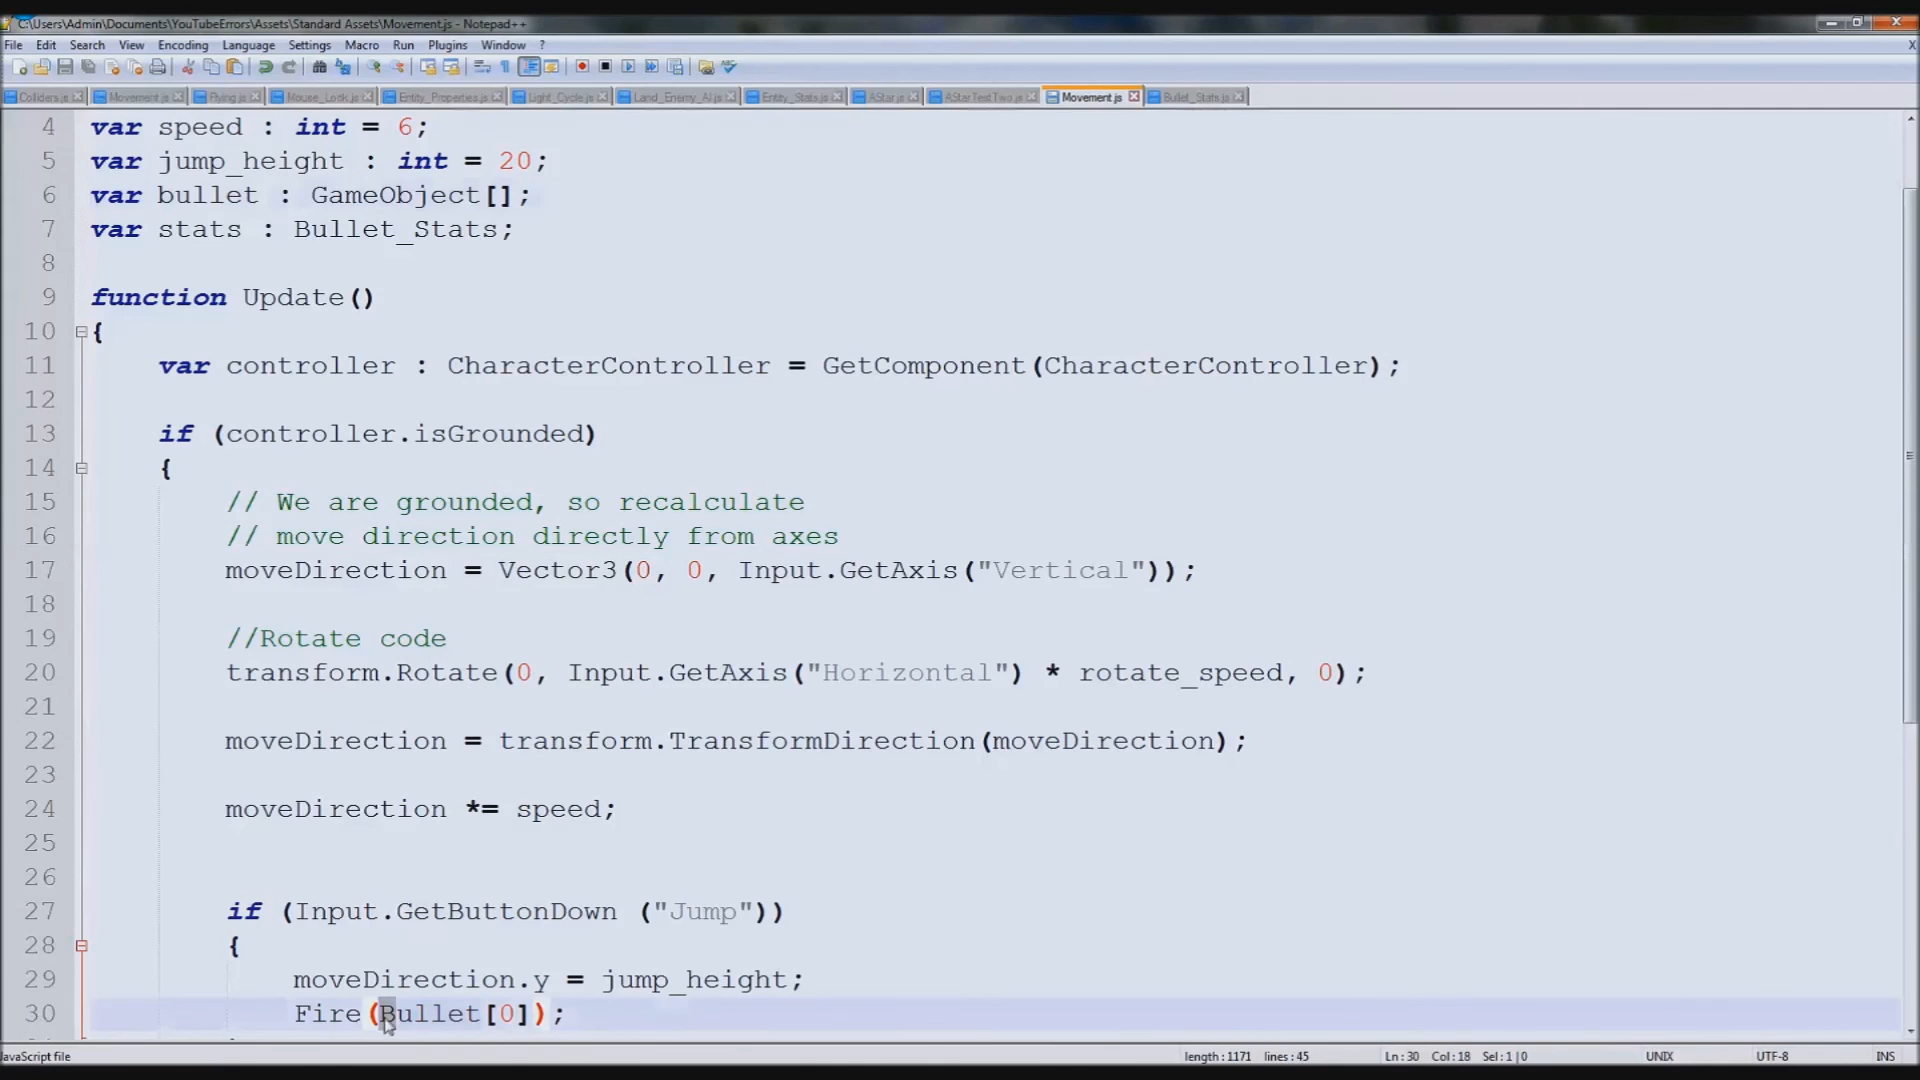 C:\Users\Admin\Documents\YouTubeErrors\Assets\Standard Assets\Movement.js - Notepad++
File Edit Search View Encoding Language Settings Macro Run Plugins Window ? X
Colliders.js Movement.js Flying.js Mouse_Look.js Entity_Properties.js Light_Cycle.js Land_Enemy_AI.js Entity_Stats.js AStar.js AStarTestTwo.js Movement.js Bullet_Stats.js
4 var speed : int = 6;
5 var jump_height : int = 20;
6 var bullet : GameObject[];
7 var stats : Bullet_Stats;
8
9 function Update()
10 {
11 var controller : CharacterController = GetComponent(CharacterController);
12
13 if (controller.isGrounded)
14 {
15 // We are grounded, so recalculate
16 // move direction directly from axes
17 moveDirection = Vector3(0, 0, Input.GetAxis("Vertical"));
18
19 //Rotate code
20 transform.Rotate(0, Input.GetAxis("Horizontal") * rotate_speed, 0);
21
22 moveDirection = transform.TransformDirection(moveDirection);
23
24 moveDirection *= speed;
25
26
27 if (Input.GetButtonDown ("Jump"))
28 {
29 moveDirection.y = jump_height;
30 Fire(Bullet[0]);
JavaScript file length : 1171 lines : 45 Ln : 30 Col : 18 Sel : 1 | 0 UNIX UTF-8 INS